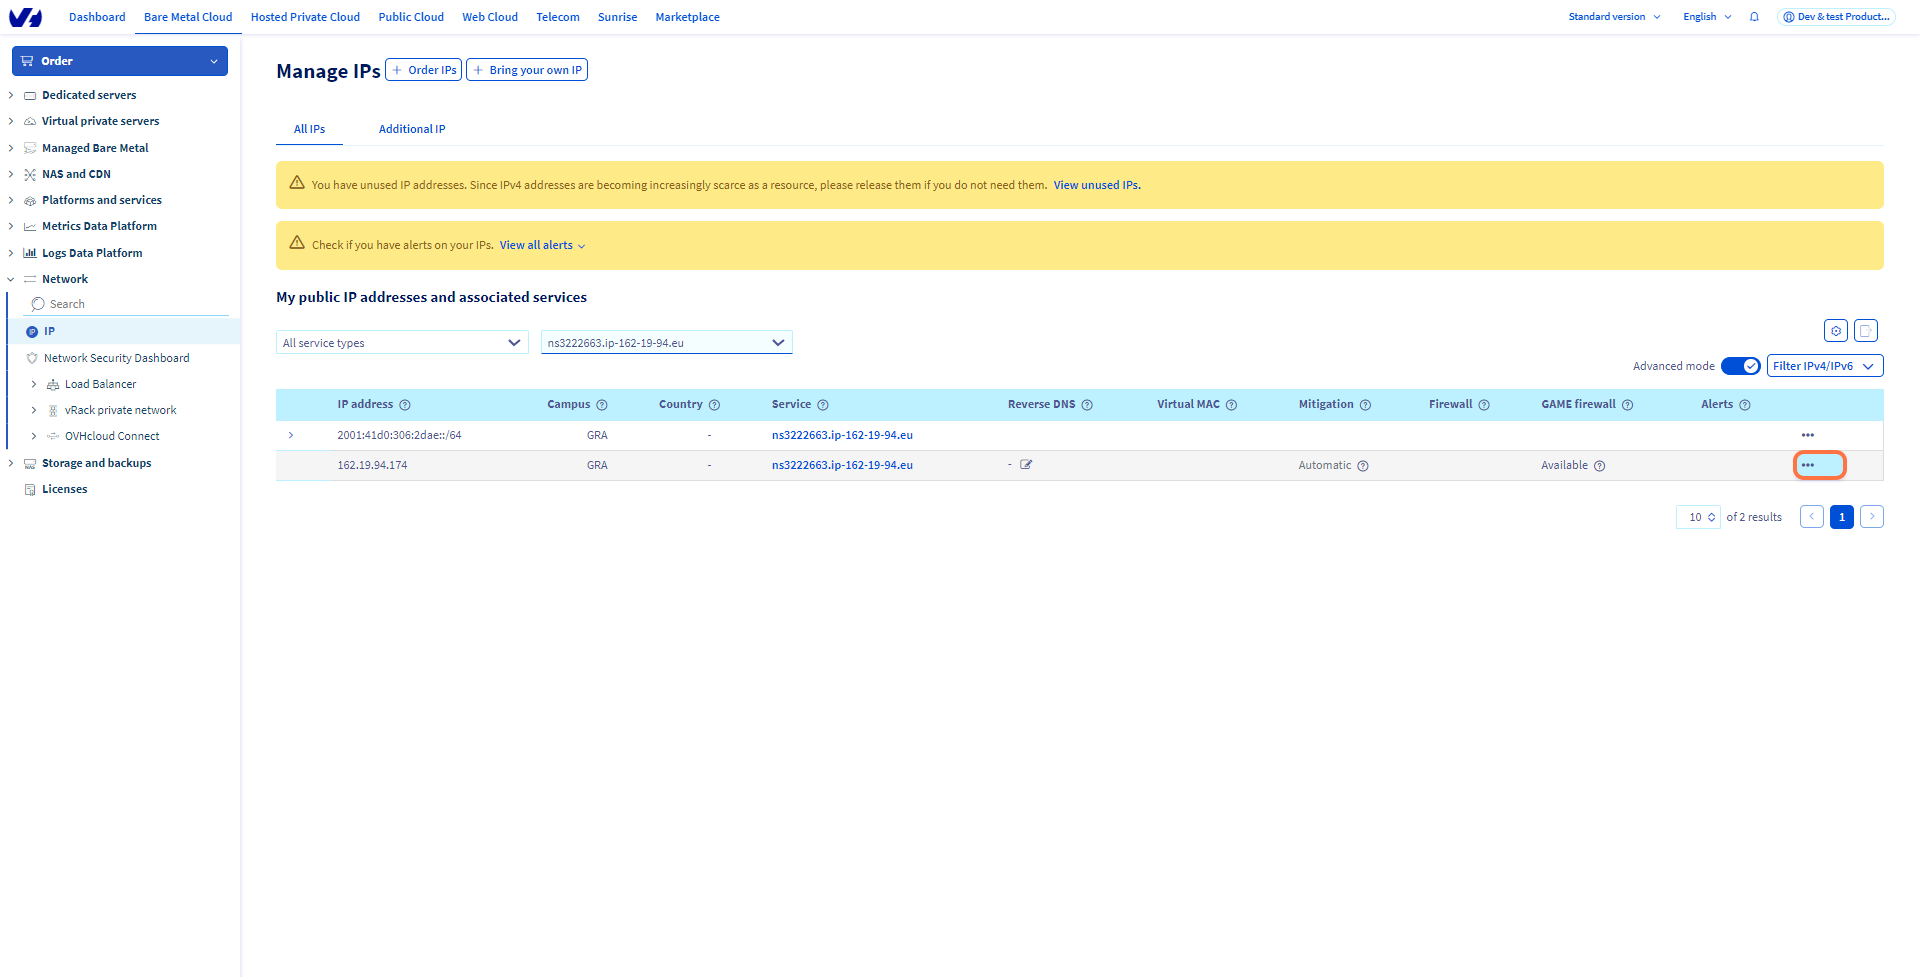 Dashboard Bare Metal Cloud Hosted Private Cloud Public Cloud Web Cloud Telecom Sunrise Marketplace Standard version English Dev & test Product...
Order
Dedicated servers
Virtual private servers
Managed Bare Metal
NAS and CDN
Platforms and services
Metrics Data Platform
Logs Data Platform
Network
Search
IP
Network Security Dashboard
Load Balancer
vRack private network
OVHcloud Connect
Storage and backups
Licenses
Manage IPs + Order IPs + Bring your own IP
All IPs Additional IP
You have unused IP addresses. Since IPv4 addresses are becoming increasingly scarce as a resource, please release them if you do not need them. View unused IPs.
Check if you have alerts on your IPs. View all alerts
My public IP addresses and associated services
All service types ns3222663.ip-162-19-94.eu
Advanced mode Filter IPv4/IPv6
IP address Campus Country Service Reverse DNS Virtual MAC Mitigation Firewall GAME firewall Alerts
2001:41d0:306:2dae::/64 GRA - ns3222663.ip-162-19-94.eu
162.19.94.174 GRA - ns3222663.ip-162-19-94.eu - Automatic Available
10 of 2 results 1